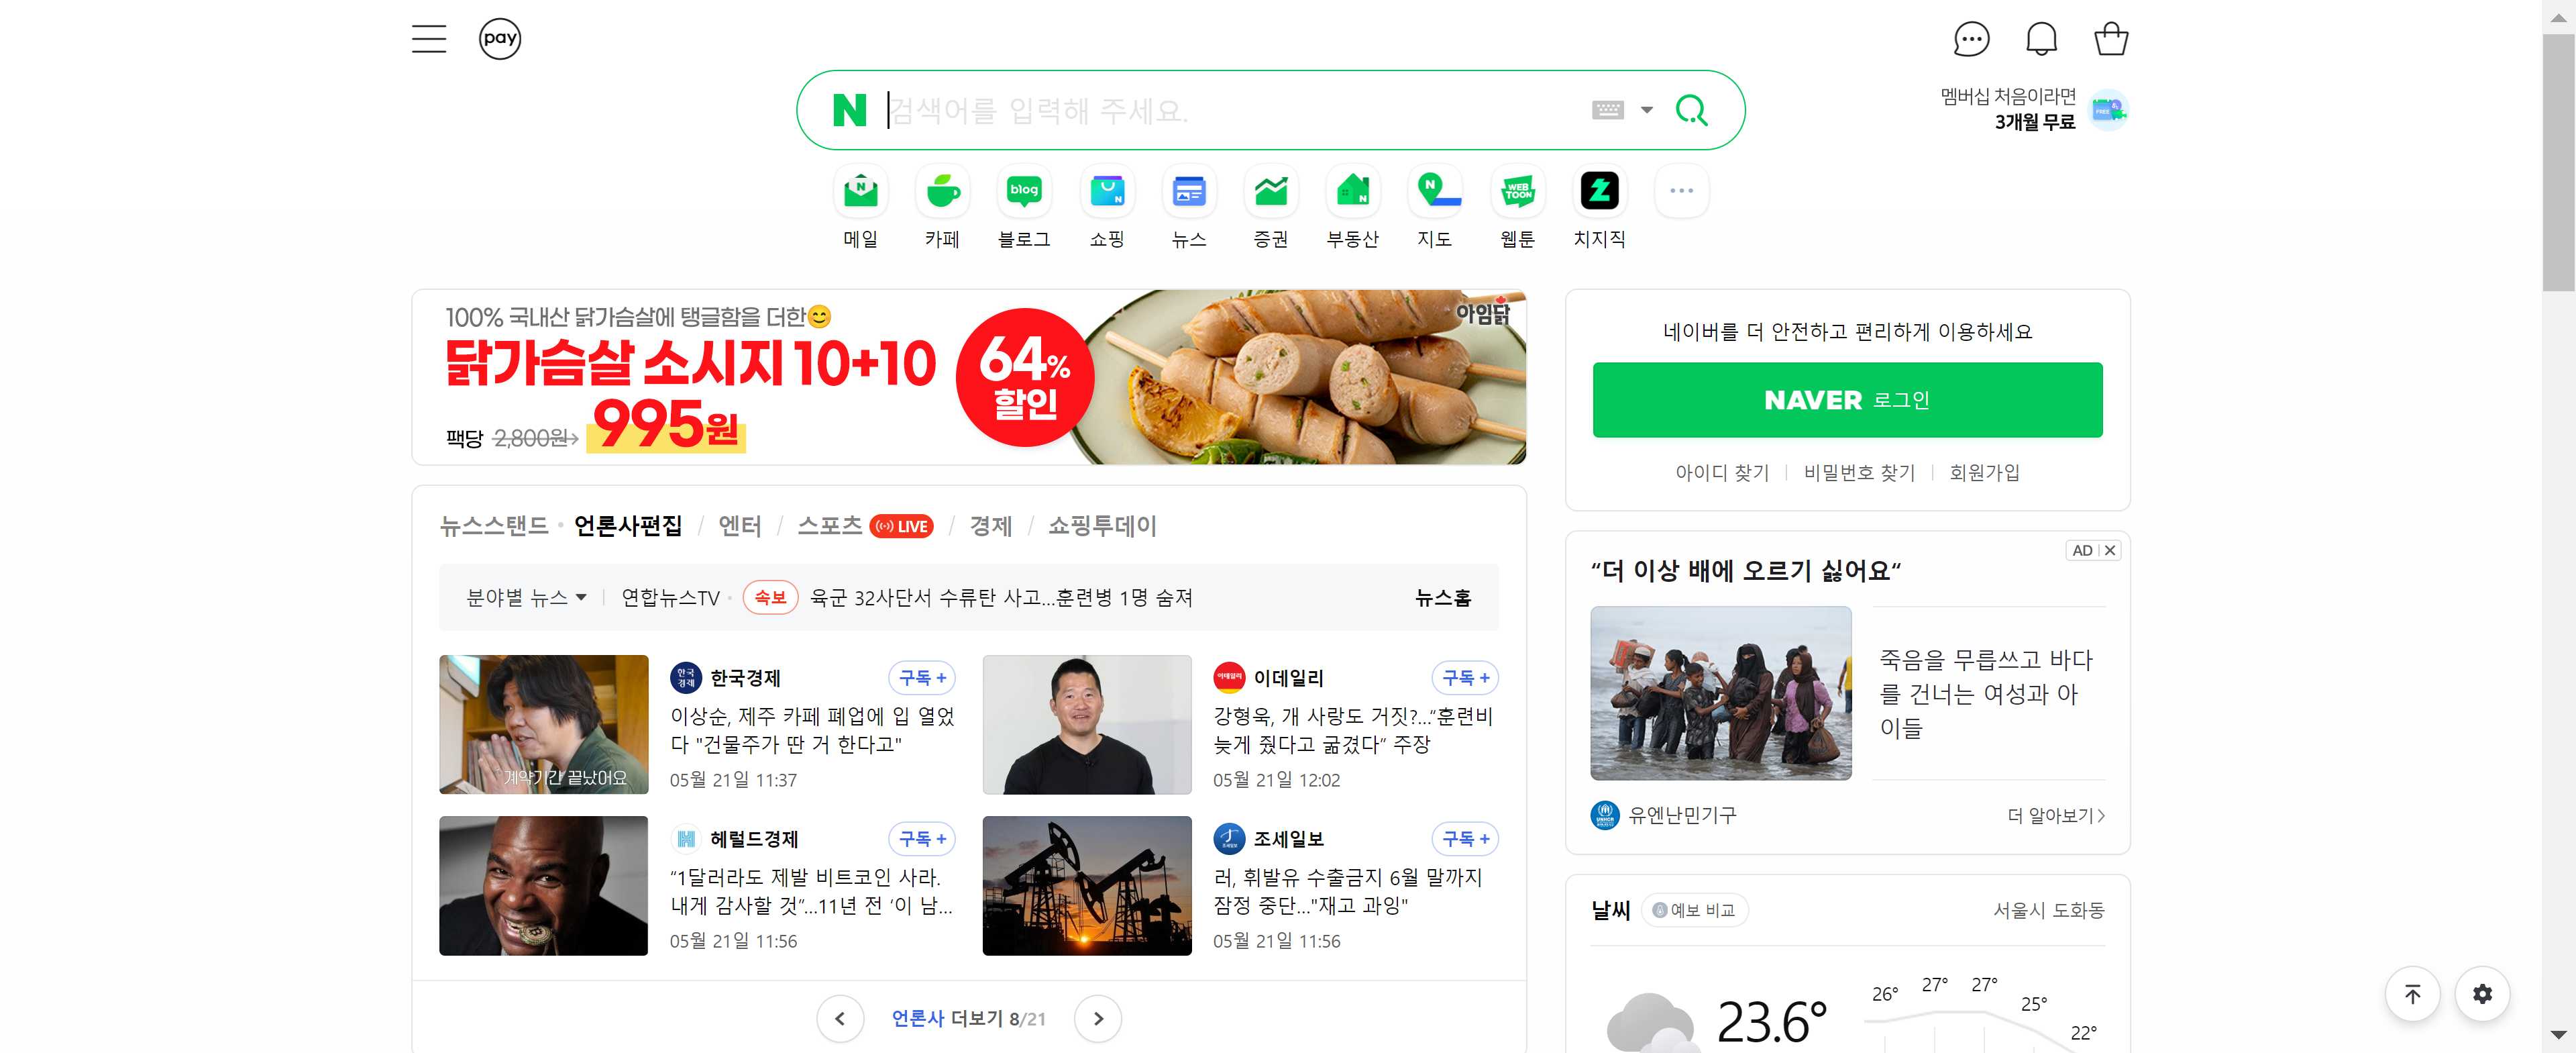 pay
멤버십 처음이라면
3개월 무료
FREE
N 검색어를 입력해 주세요.
메일
카페
blog
블로그
쇼핑
뉴스
증권
부동산
지도
WEB
TOON
웹툰
치지직
100% 국내산 닭가슴살에 탱글함을 더한😊
닭가슴살 소시지 10+10
팩당 2,800원→ 995원
64%
할인
아임닭
네이버를 더 안전하고 편리하게 이용하세요
NAVER 로그인
아이디 찾기 | 비밀번호 찾기 | 회원가입
뉴스스탠드 • 언론사편집 / 엔터 / 스포츠 LIVE / 경제 / 쇼핑투데이
분야별 뉴스 | 연합뉴스TV • 속보 육군 32사단서 수류탄 사고...훈련병 1명 숨져 뉴스홈
계약기간 끝났어요
한국
경제
한국경제 구독 +
이상순, 제주 카페 폐업에 입 열었
다 "건물주가 딴 거 한다고"
05월 21일 11:37
이데일리
이데일리 구독 +
강형욱, 개 사랑도 거짓?…“훈련비
늦게 줬다고 굶겼다” 주장
05월 21일 12:02
헤럴드경제 구독 +
“1달러라도 제발 비트코인 사라.
내게 감사할 것”…11년 전 ‘이 남...
05월 21일 11:56
조세일보
조세일보 구독 +
러, 휘발유 수출금지 6월 말까지
잠정 중단…"재고 과잉"
05월 21일 11:56
언론사 더보기 8/21
AD
“더 이상 배에 오르기 싫어요“
죽음을 무릅쓰고 바다
를 건너는 여성과 아
이들
UNHCR
유엔난민기구
더 알아보기 >
날씨 예보 비교 서울시 도화동
23.6°
26° 27° 27° 25° 22°